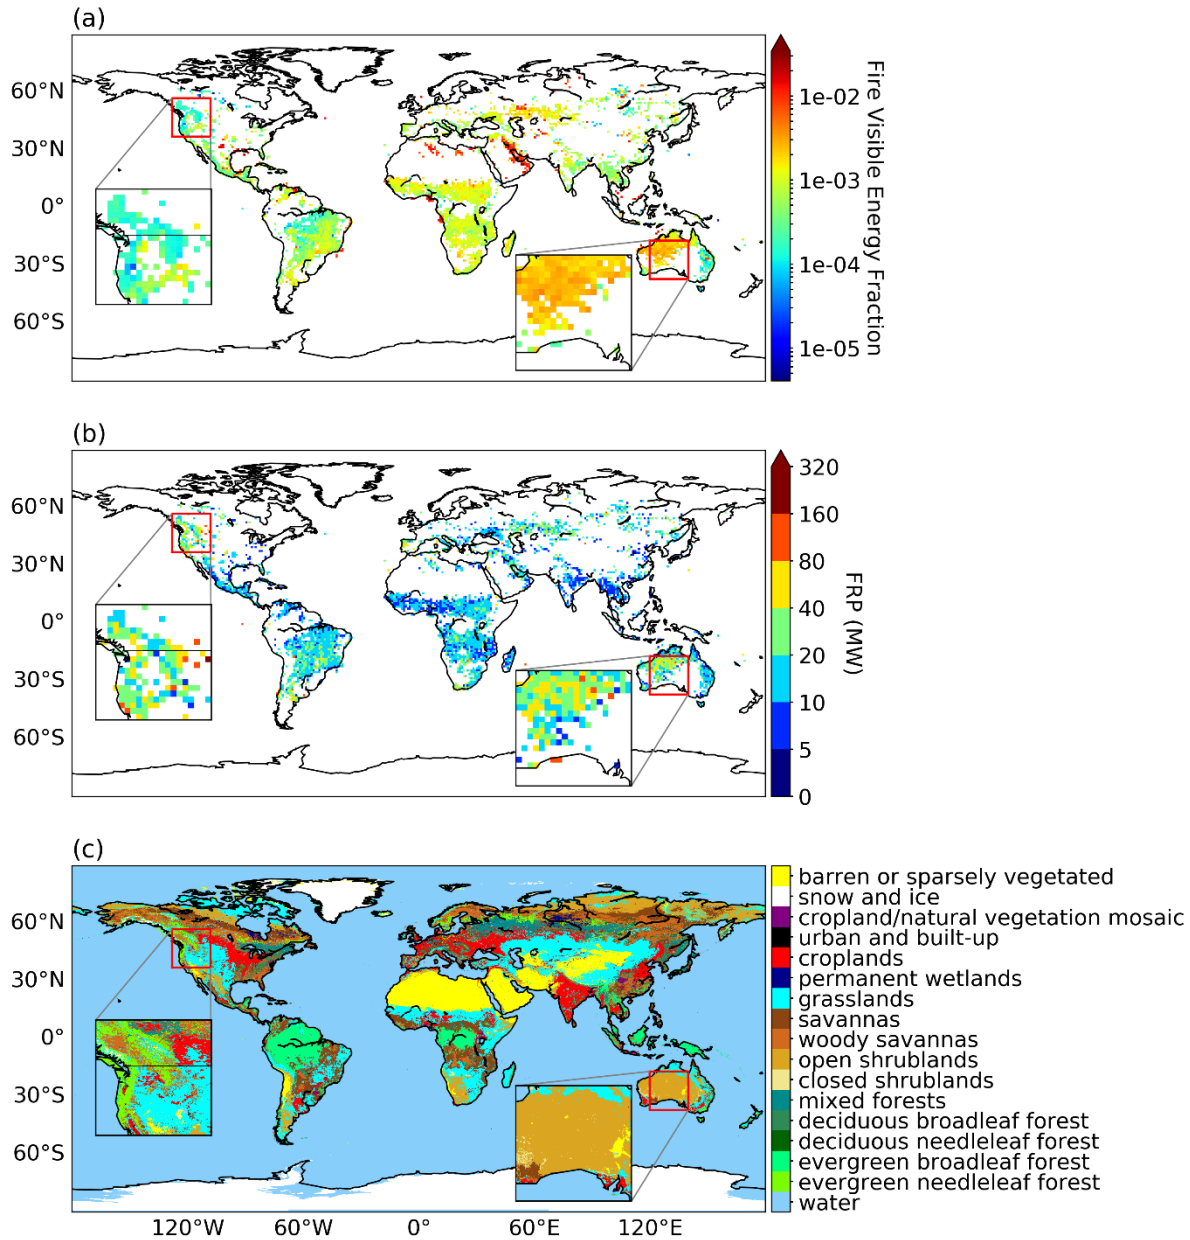 (a)
60°N
30°N
0°
30°S
60°S
1e-02
1e-03
1e-04
1e-05
Fire Visible Energy Fraction
(b)
60°N
30°N
0°
30°S
60°S
320
160
80
40
20
10
5
0
FRP (MW)
(c)
60°N
30°N
0°
30°S
60°S
120°W
60°W
0°
60°E
120°E
barren or sparsely vegetated
snow and ice
cropland/natural vegetation mosaic
urban and built-up
croplands
permanent wetlands
grasslands
savannas
woody savannas
open shrublands
closed shrublands
mixed forests
deciduous broadleaf forest
deciduous needleleaf forest
evergreen broadleaf forest
evergreen needleleaf forest
water